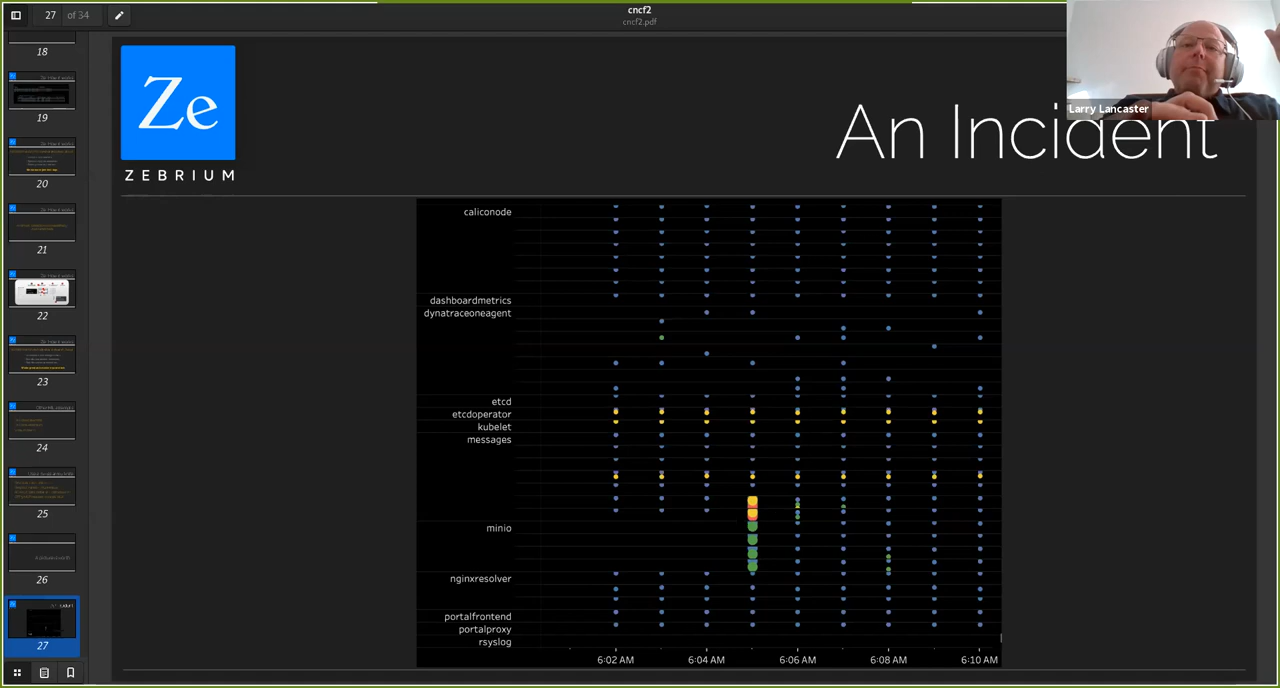 27 of 34
cncf2
cncf2.pdf
Larry Lancaster
Ze
ZEBRIUM
An Incident
caliconode
dashboardmetrics
dynatraceoneagent
etcd
etcdoperator
kubelet
messages
minio
nginxresolver
portalfrontend
portalproxy
rsyslog
6:02 AM 6:04 AM 6:06 AM 6:08 AM 6:10 AM
18
19
20
21
22
23
24
25
26
27